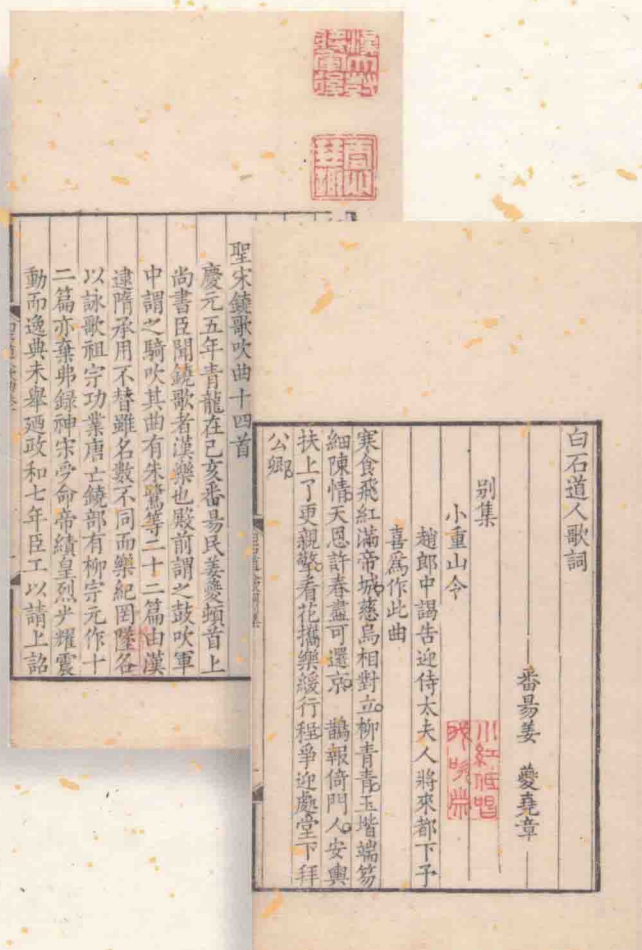 聖宋鐃歌吹曲十四首
慶元五年青龍在己亥番昜民姜夔頓首上
尚書臣聞鐃歌者漢樂也殿前謂之鼓吹軍
中謂之騎吹其曲有朱鷺等二十二篇由漢
逮隋承用不替雖名數不同而樂紀罔墜各
以詠歌祖宗功業唐亡鐃部有柳宗元作十
二篇亦棄弗録神宋受命帝績皇烈光耀震
動而逸典未舉廼政和七年臣工以請上詔
白石道人歌詞
番昜姜　夔堯章
別集
小重山令
趙郎中謁告迎侍太夫人將來都下予
喜爲作此曲
寒食飛紅滿帝城慈烏相對立柳青青玉堦端笏
細陳情天恩許春盡可還京　鵲報倚門人安輿
扶上了更親擎看花攜樂緩行程爭迎處堂下拜
公卿
小紅低唱